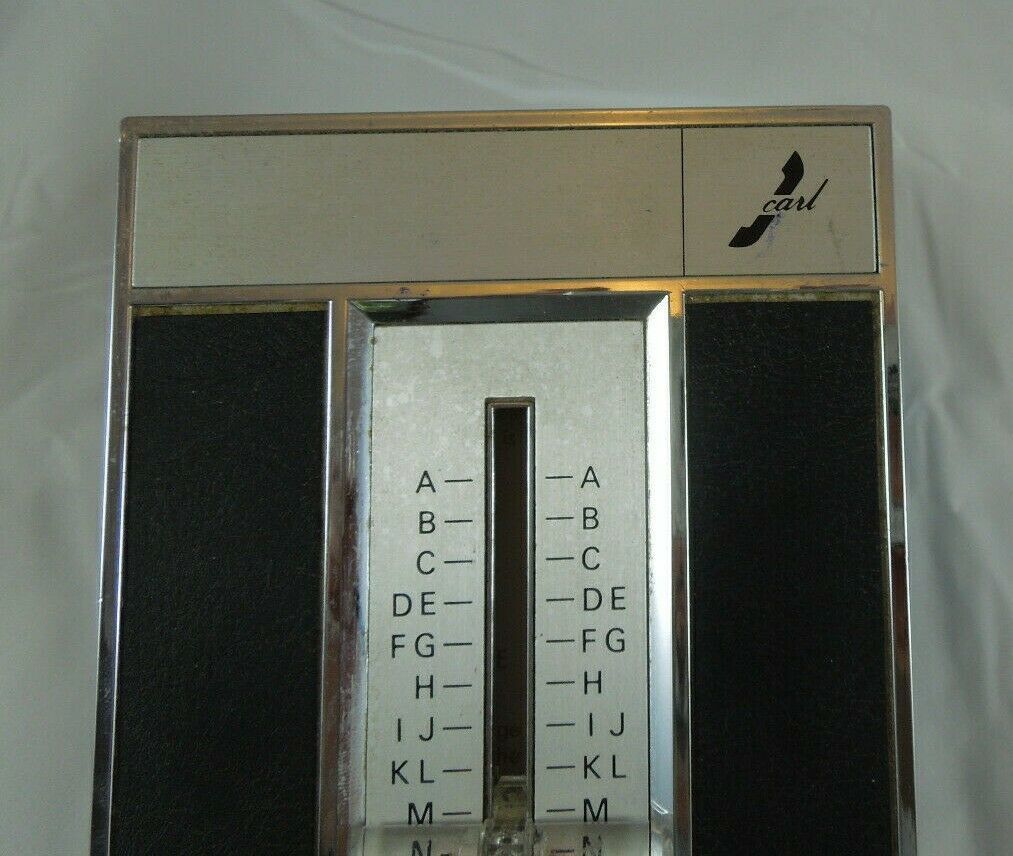 carl
A — — A
B — — B
C — — C
DE — — DE
FG — — FG
H — — H
IJ — — IJ
KL — — KL
M — — M
N — — N